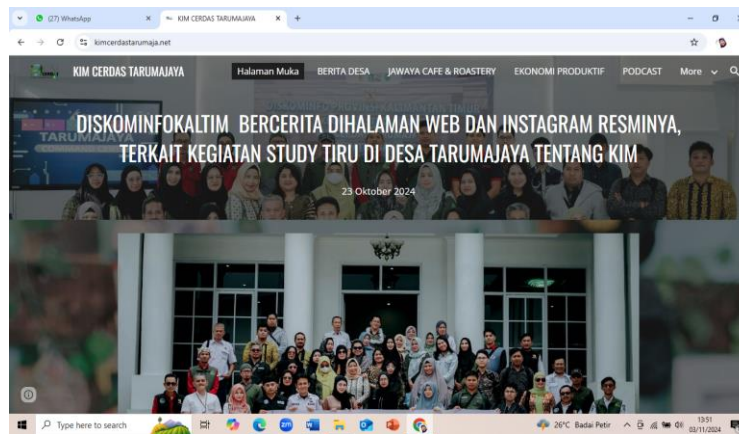 (27) WhatsApp
KIM CERDAS TARUMAJAYA
kimcerdastarumaja.net
KIM CERDAS TARUMAJAYA
Halaman Muka
BERITA DESA
JAWAYA CAFE & ROASTERY
EKONOMI PRODUKTIF
PODCAST
More
TARUMAJAYA
DISKOMINFOKALTIM BERCERITA DIHALAMAN WEB DAN INSTAGRAM RESMINYA,
TERKAIT KEGIATAN STUDY TIRU DI DESA TARUMAJAYA TENTANG KIM
23 Oktober 2024
Type here to search
26°C Badai Petir
13:51
03/11/2024